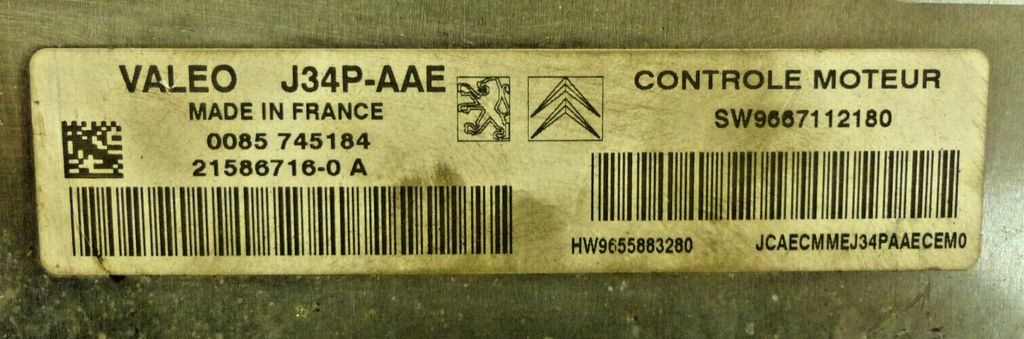 VALEO J34P-AAE
MADE IN FRANCE
0085 745184
21586716-0 A
CONTROLE MOTEUR
SW9667112180
HW9655883280 JCAECMMEJ34PAAECEM0